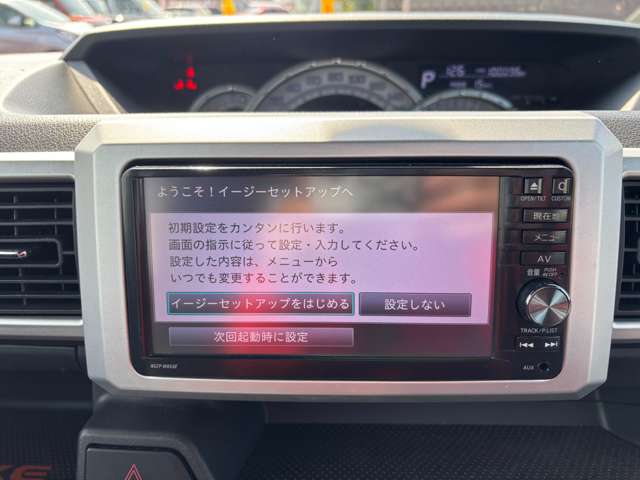 P 12:6
ようこそ!イージーセットアップへ
初期設定をカンタンに行います。
画面の指示に従って設定・入力してください。
設定した内容は、メニューから
いつでも変更することができます。
イージーセットアップをはじめる
設定しない
次回起動時に設定
OPEN/TILT
CUSTOM
現在地
メニュー
AV
音量
PUSH
OFF
TRACK/P.LIST
AUX